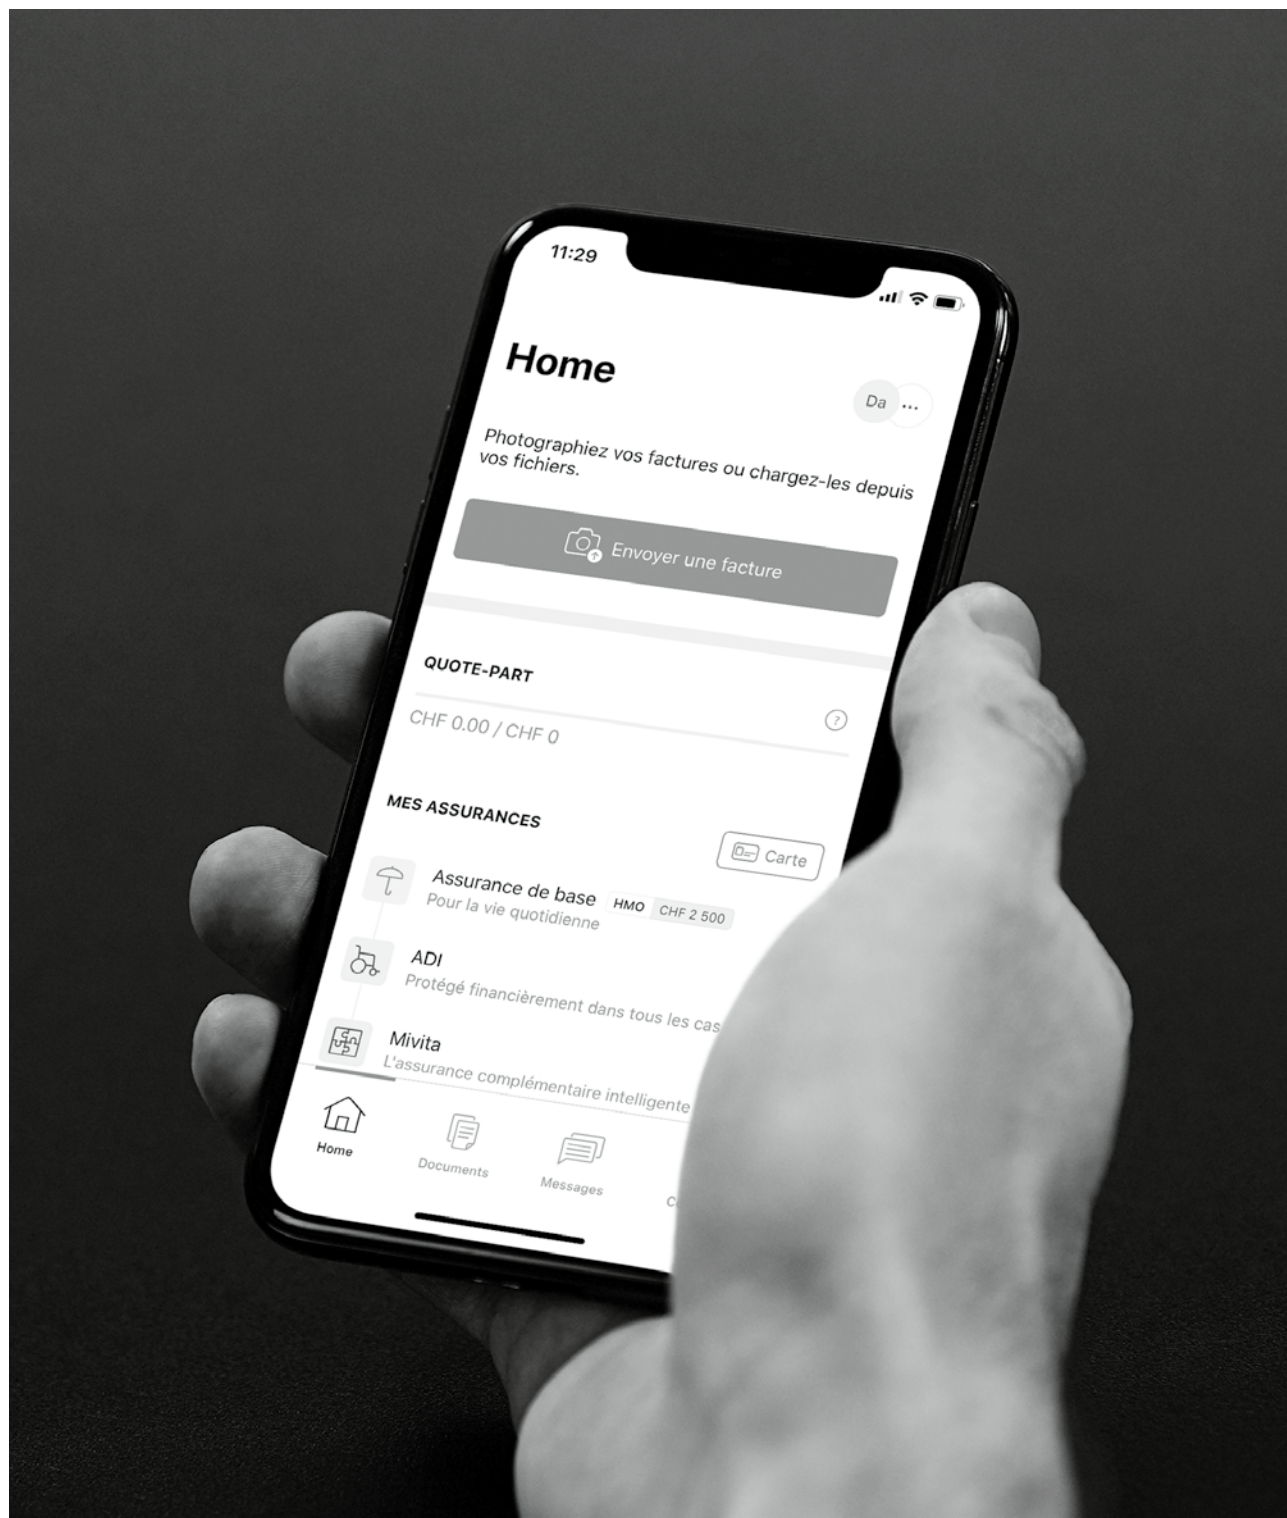 11:29
Home
Da ...
Photographiez vos factures ou chargez-les depuis
vos fichiers.
Envoyer une facture
QUOTE-PART
?
CHF 0.00 / CHF 0
MES ASSURANCES
Carte
Assurance de base HMO CHF 2 500
Pour la vie quotidienne
ADI
Protégé financièrement dans tous les cas
Mivita
L'assurance complémentaire intelligente
Home
Documents
Messages